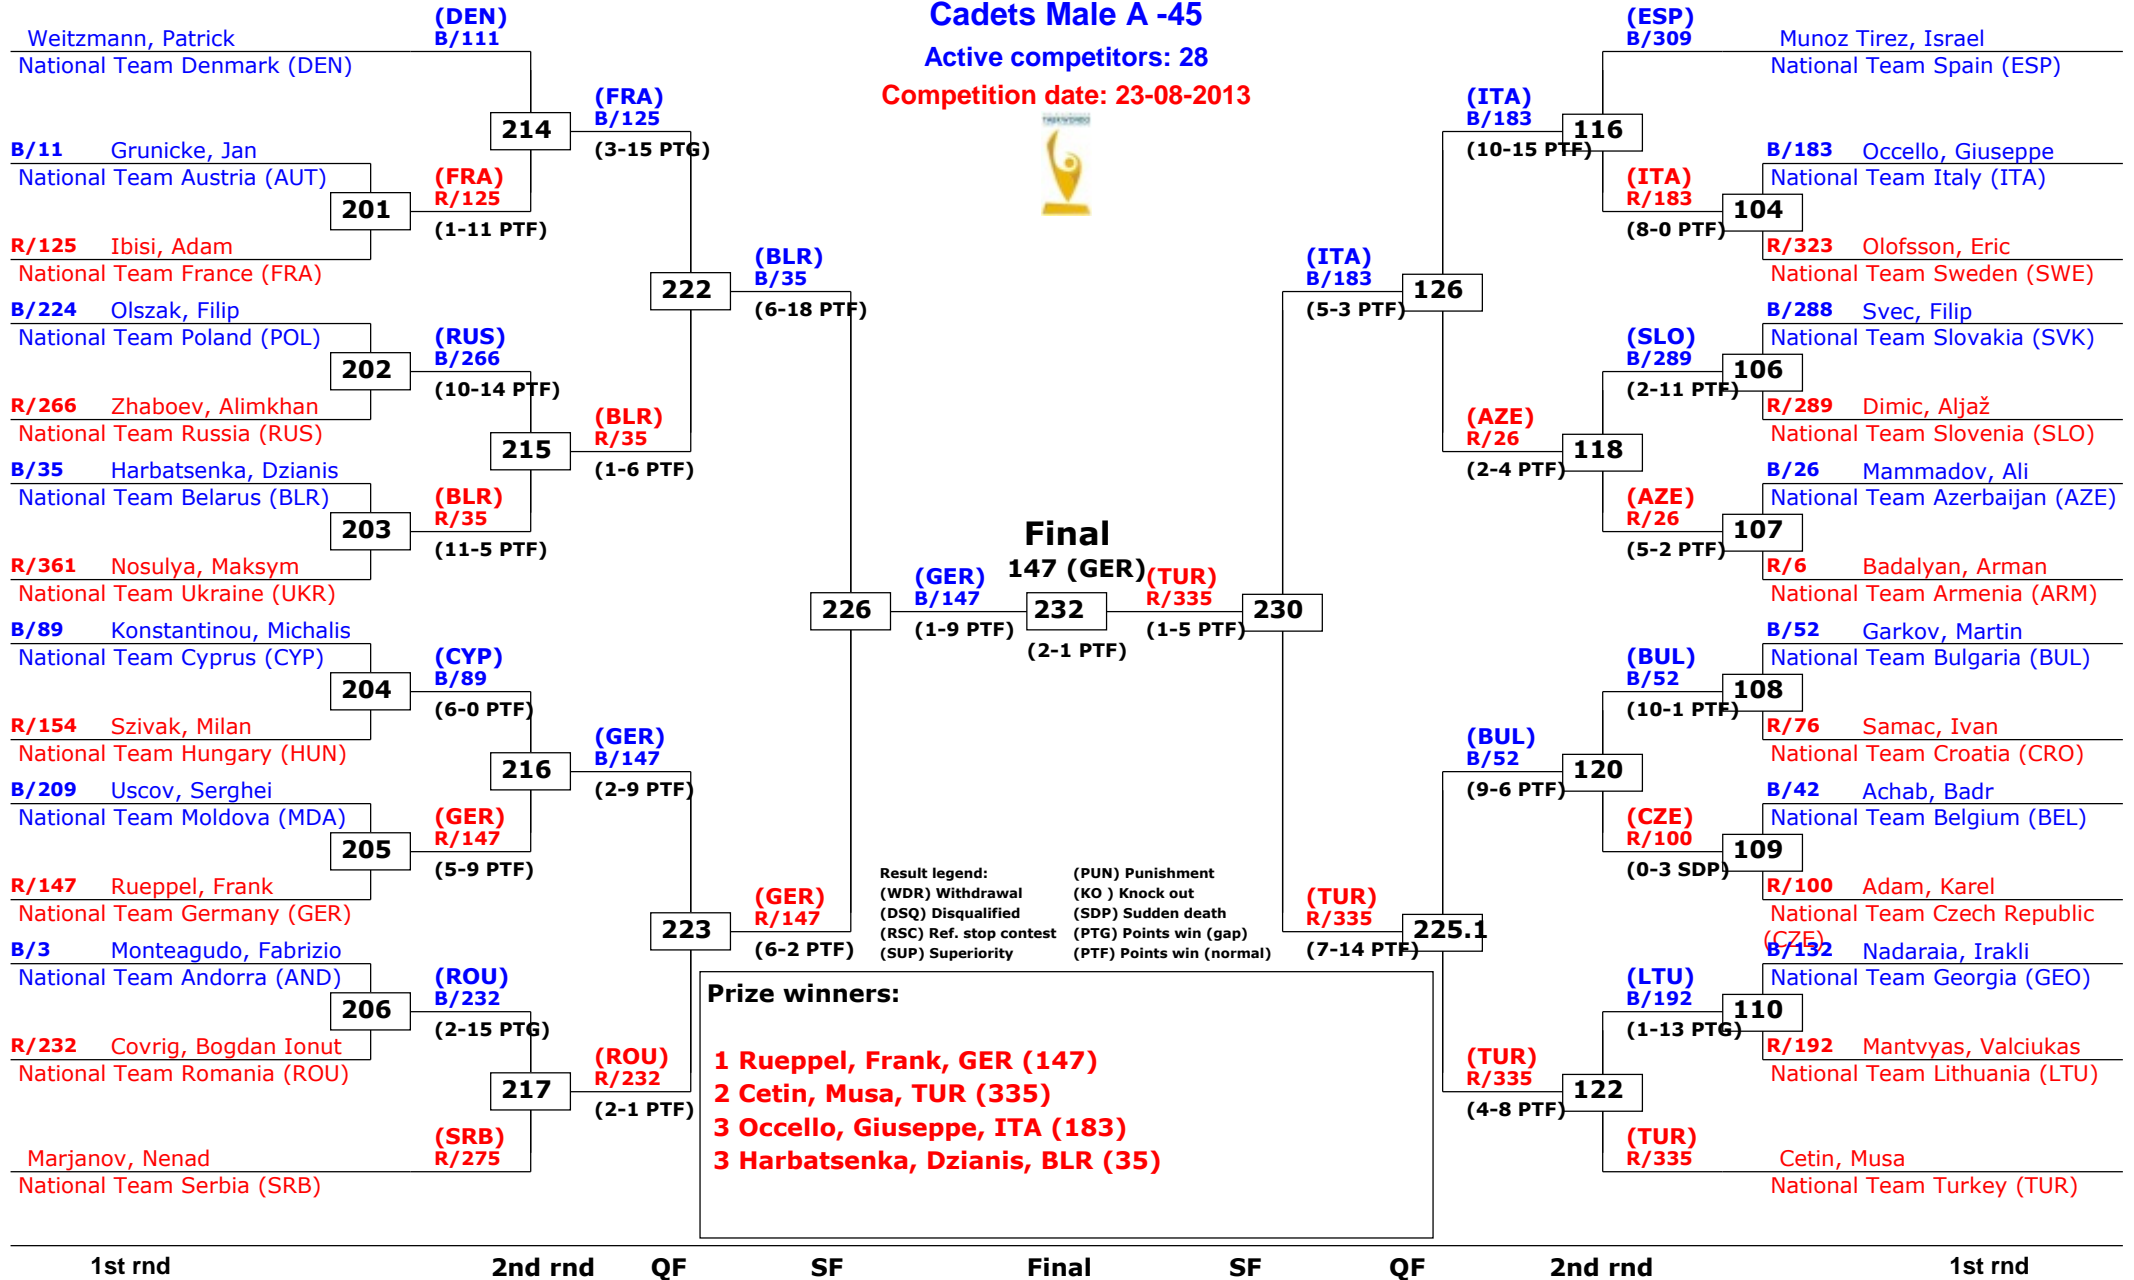 Cadets Male A -45
Active competitors: 28
Competition date: 23-08-2013
TAEKWONDO
Weitzmann, Patrick
National Team Denmark (DEN)
(DEN)
B/111
B/11 Grunicke, Jan
National Team Austria (AUT)
201
R/125 Ibisi, Adam
National Team France (FRA)
(FRA)
R/125
(1-11 PTF)
214
(FRA)
B/125
(3-15 PTG)
B/224 Olszak, Filip
National Team Poland (POL)
202
R/266 Zhaboev, Alimkhan
National Team Russia (RUS)
(RUS)
B/266
(10-14 PTF)
B/35 Harbatsenka, Dzianis
National Team Belarus (BLR)
203
R/361 Nosulya, Maksym
National Team Ukraine (UKR)
(BLR)
R/35
(11-5 PTF)
215
(BLR)
R/35
(1-6 PTF)
222
(BLR)
B/35
(6-18 PTF)
B/89 Konstantinou, Michalis
National Team Cyprus (CYP)
204
R/154 Szivak, Milan
National Team Hungary (HUN)
(CYP)
B/89
(6-0 PTF)
B/209 Uscov, Serghei
National Team Moldova (MDA)
205
R/147 Rueppel, Frank
National Team Germany (GER)
(GER)
R/147
(5-9 PTF)
216
(GER)
B/147
(2-9 PTF)
B/3 Monteagudo, Fabrizio
National Team Andorra (AND)
206
R/232 Covrig, Bogdan Ionut
National Team Romania (ROU)
(ROU)
B/232
(2-15 PTG)
Marjanov, Nenad
National Team Serbia (SRB)
(SRB)
R/275
217
(ROU)
R/232
(2-1 PTF)
223
(GER)
R/147
(6-2 PTF)
226
(GER)
B/147
(1-9 PTF)
Final
147 (GER)
232
(2-1 PTF)
(TUR)
R/335
(1-5 PTF)
230
(ITA)
B/183
(5-3 PTF)
126
(ITA)
B/183
(10-15 PTF)
116
(ESP)
B/309
Munoz Tirez, Israel
National Team Spain (ESP)
(ITA)
R/183
(8-0 PTF)
104
B/183 Occello, Giuseppe
National Team Italy (ITA)
R/323 Olofsson, Eric
National Team Sweden (SWE)
(AZE)
R/26
(2-4 PTF)
118
(SLO)
B/289
(2-11 PTF)
106
B/288 Svec, Filip
National Team Slovakia (SVK)
R/289 Dimic, Aljaž
National Team Slovenia (SLO)
(AZE)
R/26
(5-2 PTF)
107
B/26 Mammadov, Ali
National Team Azerbaijan (AZE)
R/6 Badalyan, Arman
National Team Armenia (ARM)
(TUR)
R/335
(7-14 PTF)
225.1
(BUL)
B/52
(9-6 PTF)
120
(BUL)
B/52
(10-1 PTF)
108
B/52 Garkov, Martin
National Team Bulgaria (BUL)
R/76 Samac, Ivan
National Team Croatia (CRO)
(CZE)
R/100
(0-3 SDP)
109
B/42 Achab, Badr
National Team Belgium (BEL)
R/100 Adam, Karel
National Team Czech Republic
(CZE)
(TUR)
R/335
(4-8 PTF)
122
(LTU)
B/192
(1-13 PTG)
110
B/132 Nadaraia, Irakli
National Team Georgia (GEO)
R/192 Mantvyas, Valciukas
National Team Lithuania (LTU)
(TUR)
R/335
Cetin, Musa
National Team Turkey (TUR)
Result legend: (PUN) Punishment
(WDR) Withdrawal (KO ) Knock out
(DSQ) Disqualified (SDP) Sudden death
(RSC) Ref. stop contest (PTG) Points win (gap)
(SUP) Superiority (PTF) Points win (normal)
Prize winners:
1 Rueppel, Frank, GER (147)
2 Cetin, Musa, TUR (335)
3 Occello, Giuseppe, ITA (183)
3 Harbatsenka, Dzianis, BLR (35)
1st rnd 2nd rnd QF SF Final SF QF 2nd rnd 1st rnd